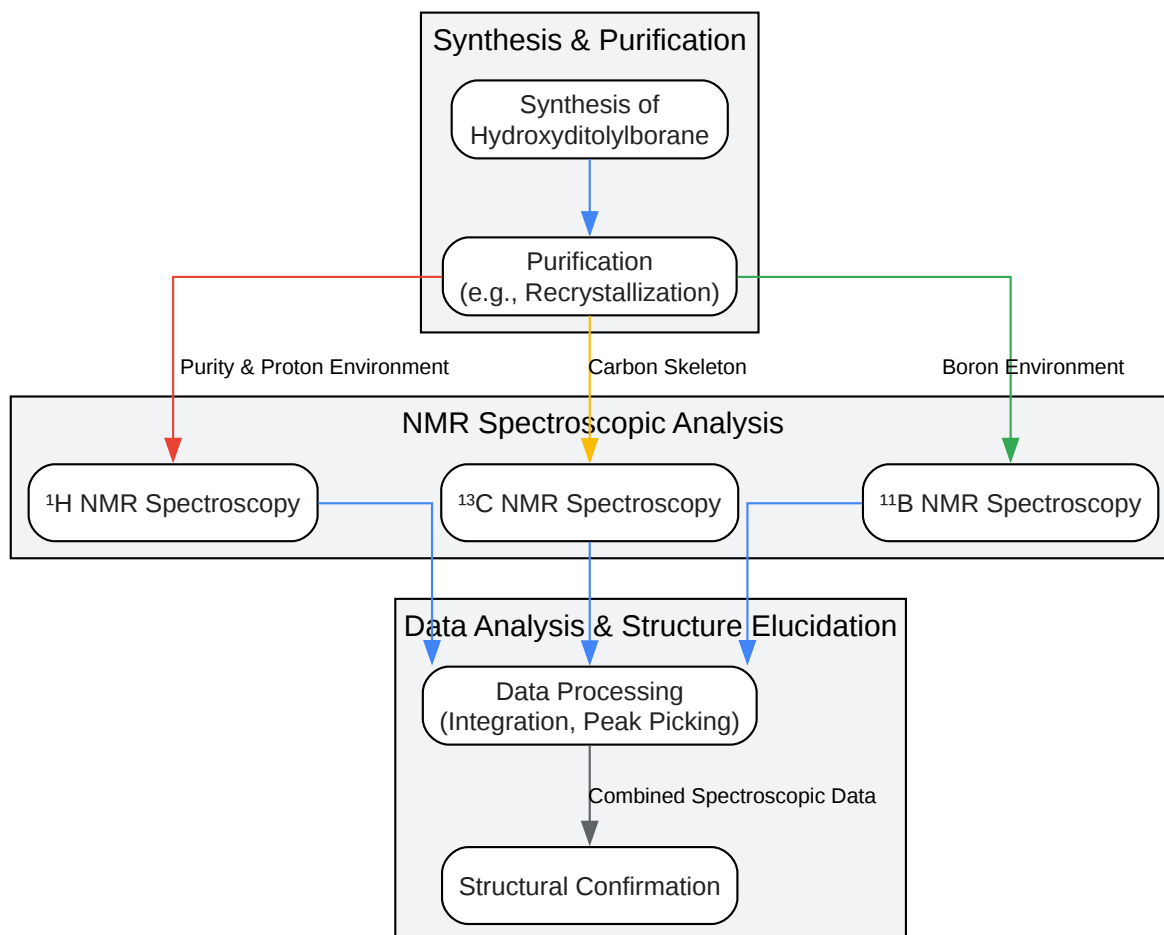 Synthesis & Purification
Synthesis of
Hydroxyditolylborane
Purification
(e.g., Recrystallization)
Purity & Proton Environment
Carbon Skeleton
Boron Environment
NMR Spectroscopic Analysis
¹H NMR Spectroscopy
¹³C NMR Spectroscopy
¹¹B NMR Spectroscopy
Data Analysis & Structure Elucidation
Data Processing
(Integration, Peak Picking)
Combined Spectroscopic Data
Structural Confirmation